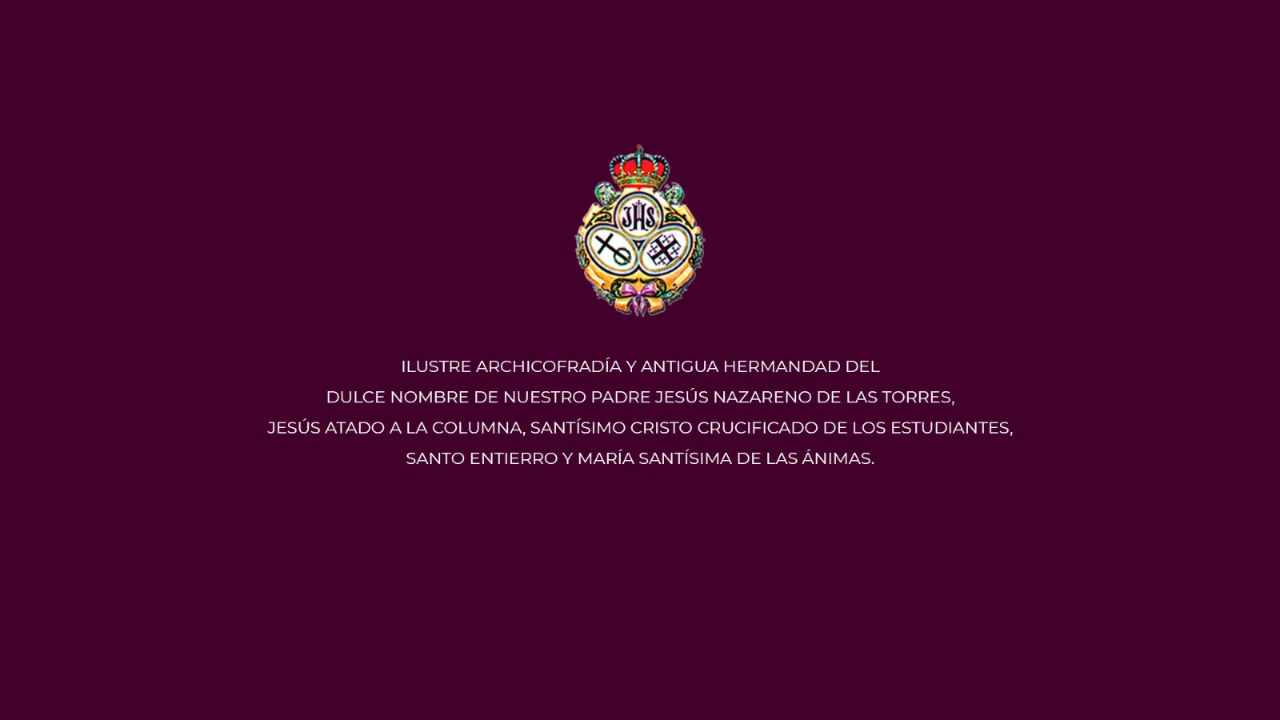 JHS
ILUSTRE ARCHICOFRADÍA Y ANTIGUA HERMANDAD DEL
DULCE NOMBRE DE NUESTRO PADRE JESÚS NAZARENO DE LAS TORRES,
JESÚS ATADO A LA COLUMNA, SANTÍSIMO CRISTO CRUCIFICADO DE LOS ESTUDIANTES,
SANTO ENTIERRO Y MARÍA SANTÍSIMA DE LAS ÁNIMAS.